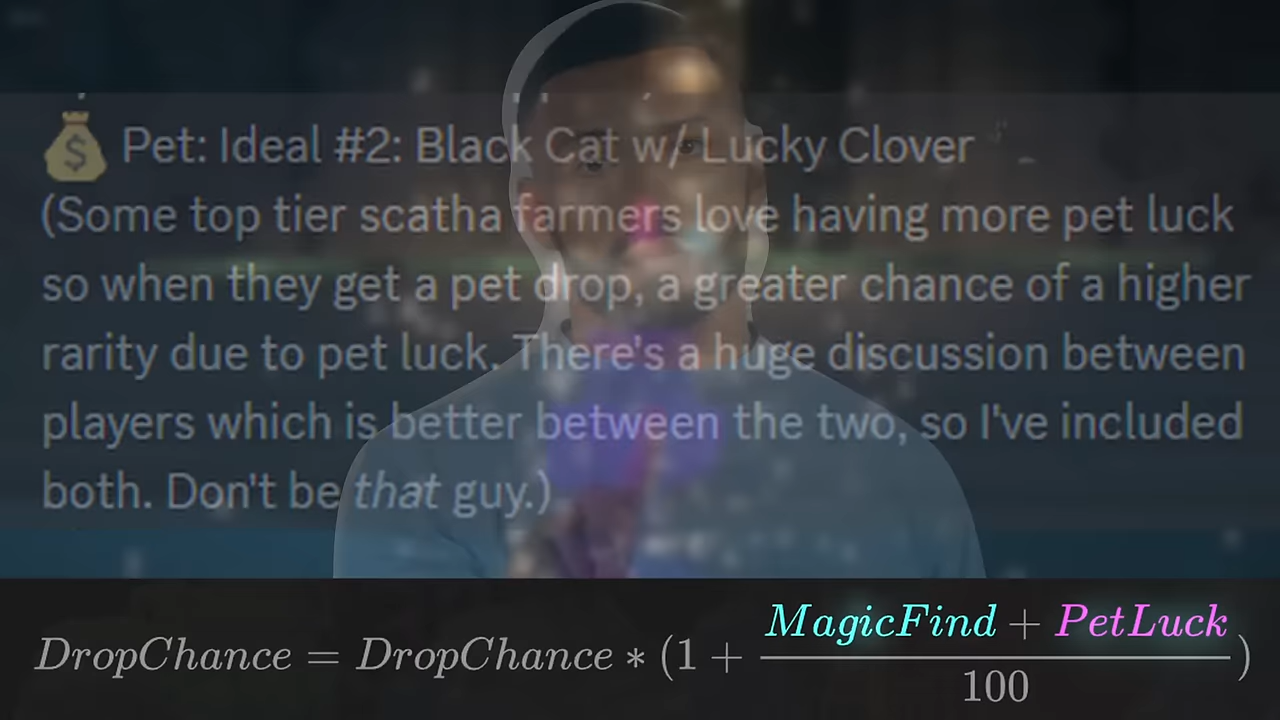 Pet: Ideal #2: Black Cat w/ Lucky Clover
(Some top tier scatha farmers love having more pet luck
so when they get a pet drop, a greater chance of a higher
rarity due to pet luck. There's a huge discussion between
players which is better between the two, so I've included
both. Don't be that guy.)
DropChance = DropChance * (1 + MagicFind + PetLuck / 100)